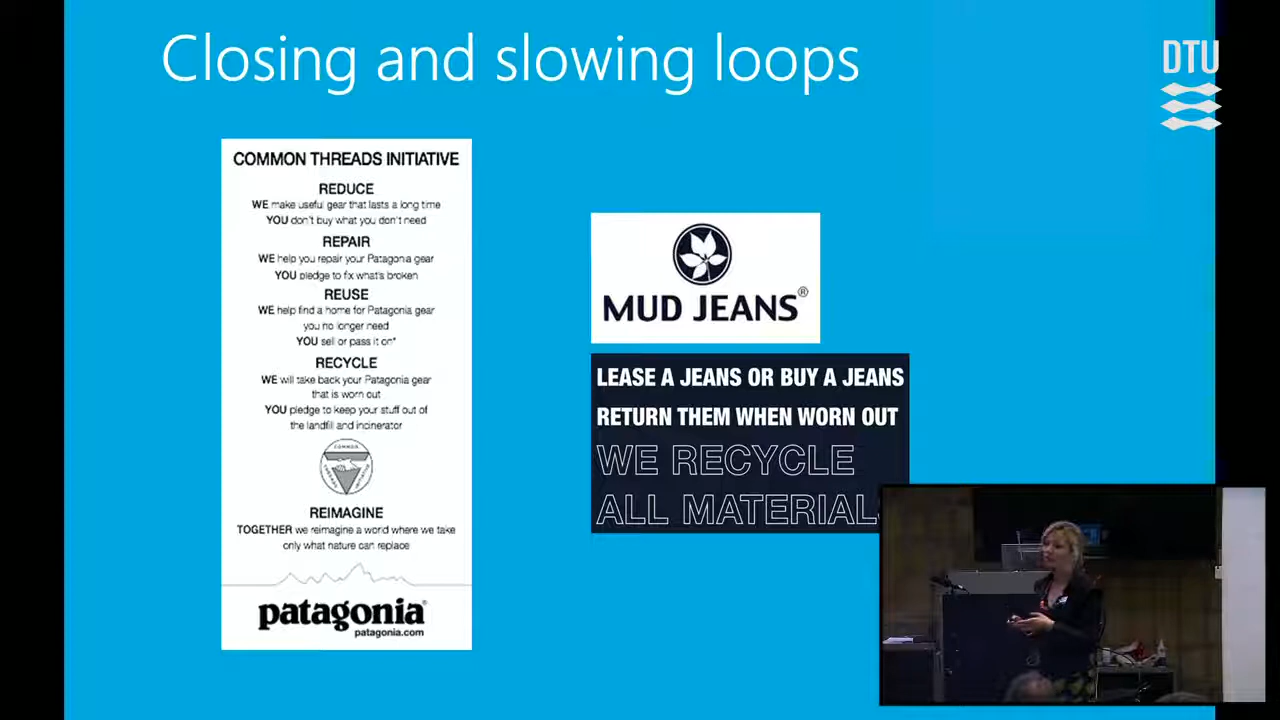 Closing and slowing loops
DTU
COMMON THREADS INITIATIVE
REDUCE
WE make useful gear that lasts a long time
YOU don't buy what you don't need
REPAIR
WE help you repair your Patagonia gear
YOU pledge to fix what's broken
REUSE
WE help find a home for Patagonia gear
you no longer need
YOU sell or pass it on*
RECYCLE
WE will take back your Patagonia gear
that is worn out
YOU pledge to keep your stuff out of
the landfill and incinerator
COMMON
REIMAGINE
TOGETHER we reimagine a world where we take
only what nature can replace
patagonia®
patagonia.com
MUD JEANS®
LEASE A JEANS OR BUY A JEANS
RETURN THEM WHEN WORN OUT
WE RECYCLE
ALL MATERIALS